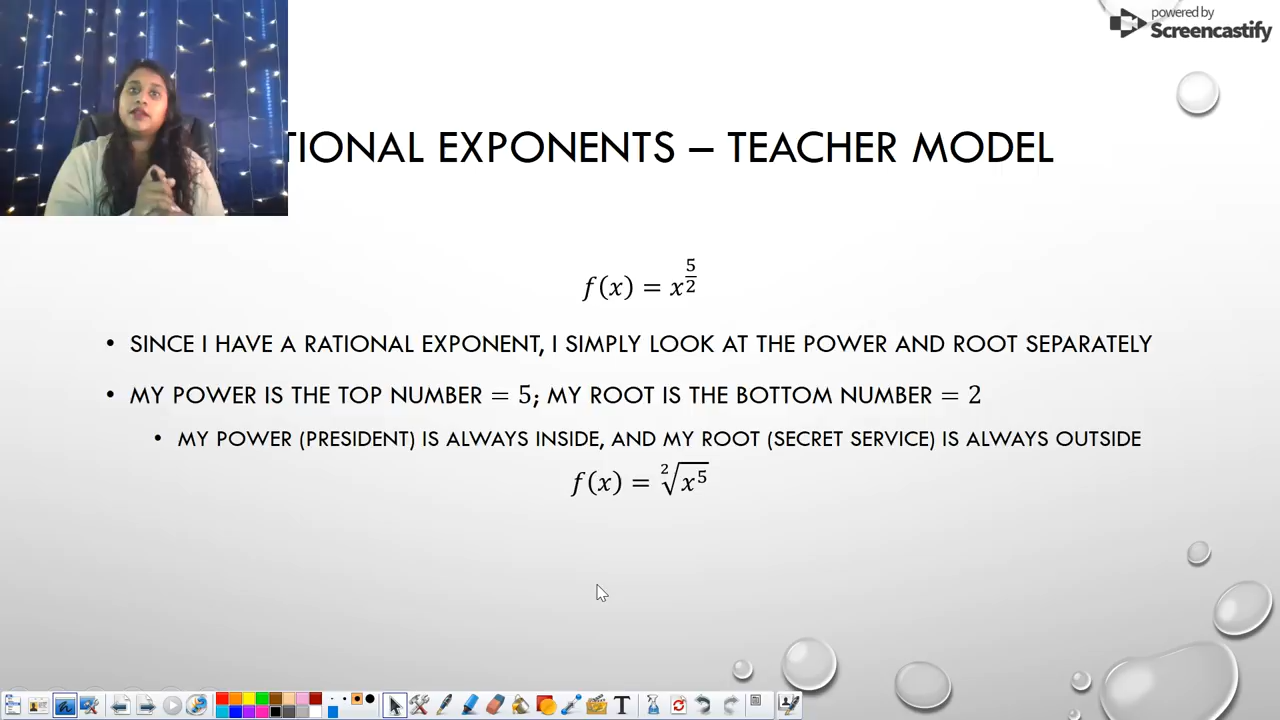 powered by
Screencastify
TIONAL EXPONENTS – TEACHER MODEL
f(x) = x^(5/2)
• SINCE I HAVE A RATIONAL EXPONENT, I SIMPLY LOOK AT THE POWER AND ROOT SEPARATELY
• MY POWER IS THE TOP NUMBER = 5; MY ROOT IS THE BOTTOM NUMBER = 2
• MY POWER (PRESIDENT) IS ALWAYS INSIDE, AND MY ROOT (SECRET SERVICE) IS ALWAYS OUTSIDE
f(x) = ²√x⁵